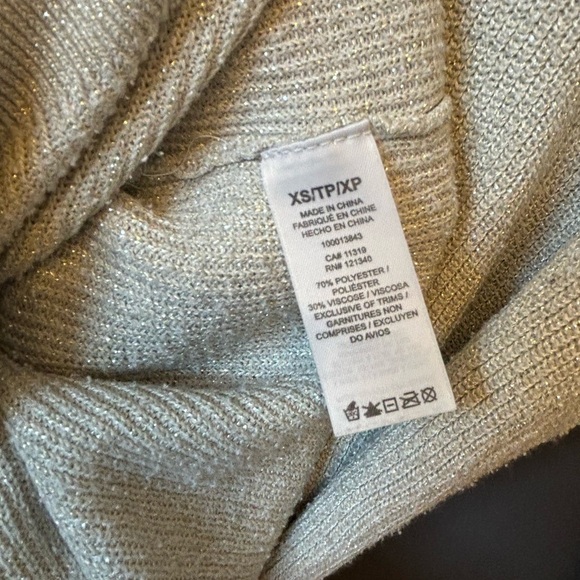 XS/TP/XP
MADE IN CHINA
FABRIQUÉ EN CHINE
HECHO EN CHINA
100013843
CA# 11319
RN# 121340
70% POLYESTER /
POLIÉSTER
30% VISCOSE / VISCOSA
EXCLUSIVE OF TRIMS /
GARNITURES NON
COMPRISES / EXCLUYEN
DO AVIOS